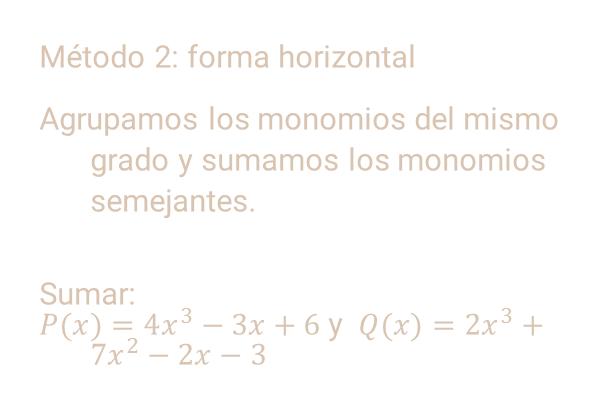 Método 2: forma horizontal
Agrupamos los monomios del mismo
grado y sumamos los monomios
semejantes.
Sumar:
P(x) = 4x³ − 3x + 6 y Q(x) = 2x³ +
7x² − 2x − 3